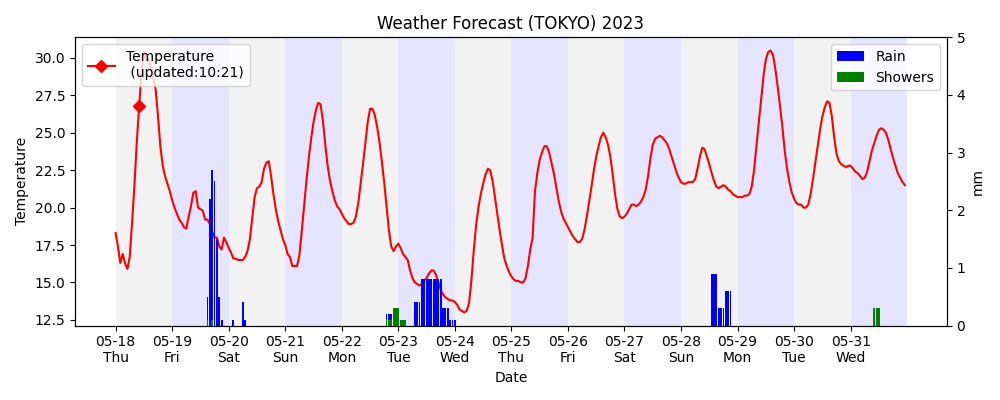 Weather Forecast (TOKYO) 2023
Temperature
(updated:10:21)
Rain
Showers
30.0
27.5
25.0
22.5
20.0
17.5
15.0
12.5
Temperature
5
4
3
2
1
0
mm
05-18 05-19 05-20 05-21 05-22 05-23 05-24 05-25 05-26 05-27 05-28 05-29 05-30 05-31
Thu Fri Sat Sun Mon Tue Wed Thu Fri Sat Sun Mon Tue Wed
Date